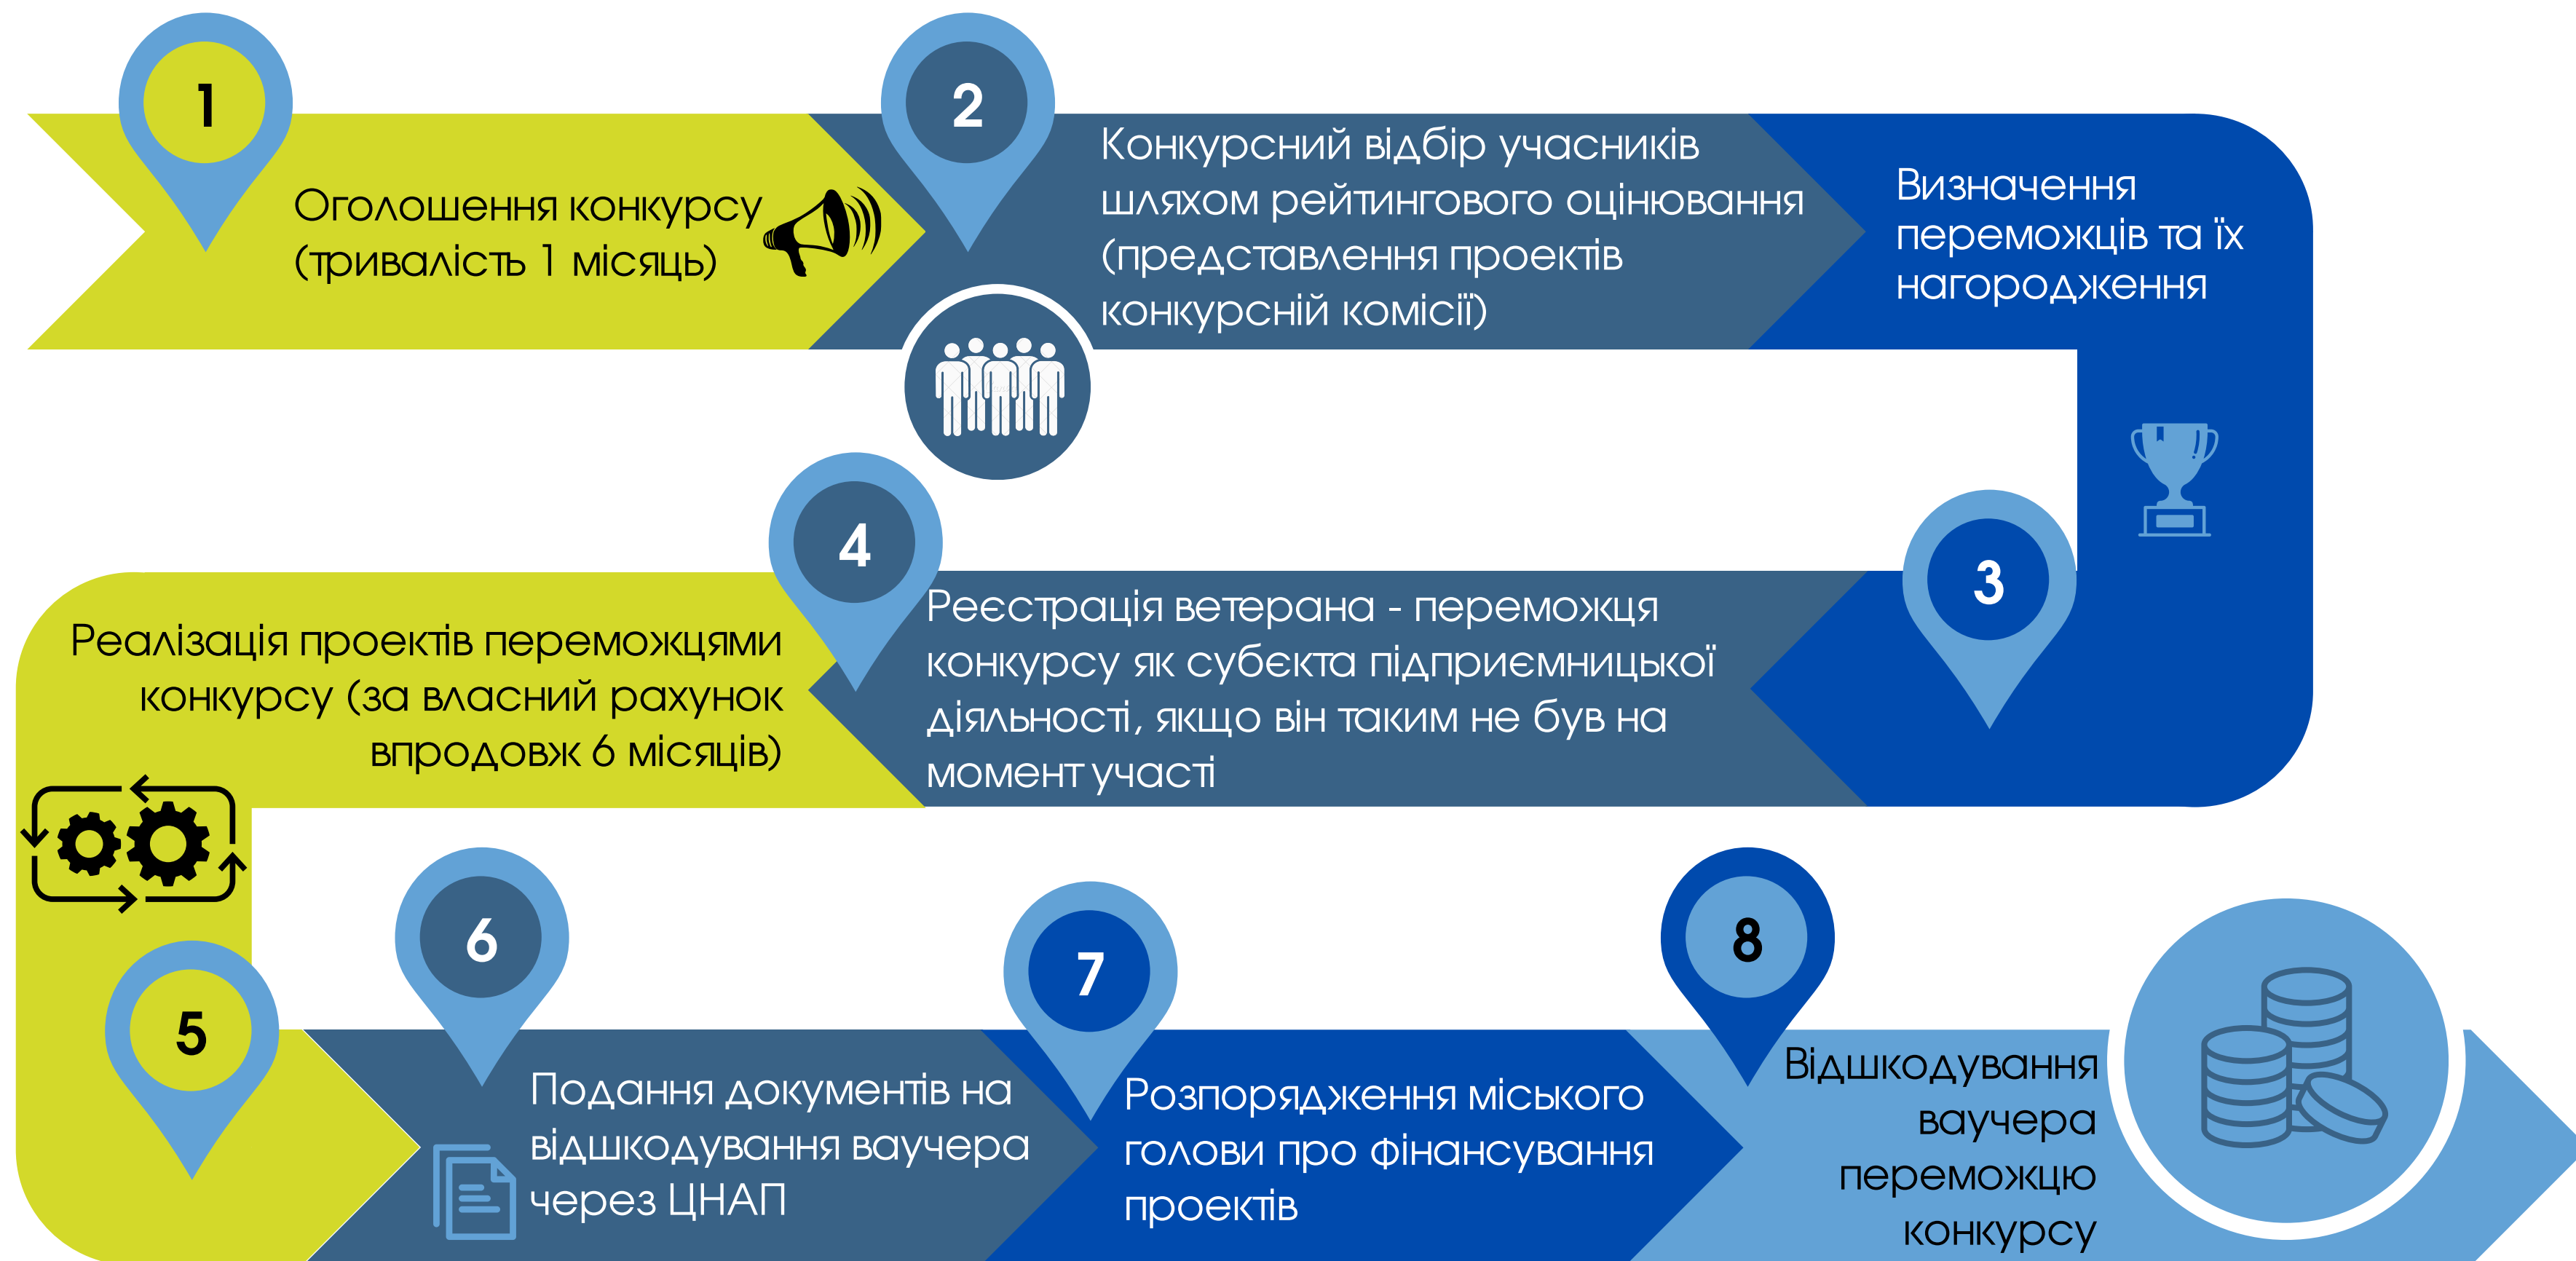 1
Оголошення конкурсу
(тривалість 1 місяць)
2
Конкурсний відбір учасників
шляхом рейтингового оцінювання
(представлення проектів
конкурсній комісії)
Визначення
переможців та їх
нагородження
3
4
Реєстрація ветерана - переможця
конкурсу як субєкта підприємницької
діяльності, якщо він таким не був на
момент участі
Реалізація проектів переможцями
конкурсу (за власний рахунок
впродовж 6 місяців)
5
6
Подання документів на
відшкодування ваучера
через ЦНАП
7
Розпорядження міського
голови про фінансування
проектів
8
Відшкодування
ваучера
переможцю
конкурсу